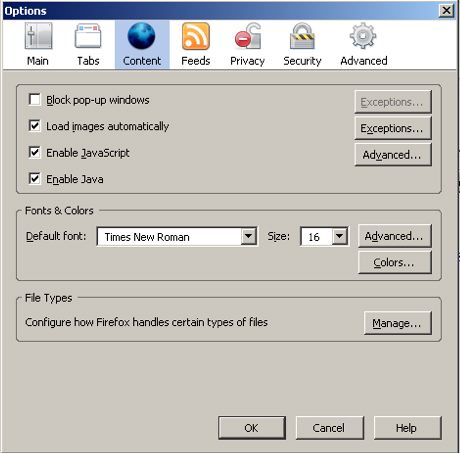 Options
Main Tabs Content Feeds Privacy Security Advanced
Block pop-up windows Exceptions...
Load images automatically Exceptions...
Enable JavaScript Advanced...
Enable Java
Fonts & Colors
Default font: Times New Roman Size: 16 Advanced...
Colors...
File Types
Configure how Firefox handles certain types of files Manage...
OK Cancel Help